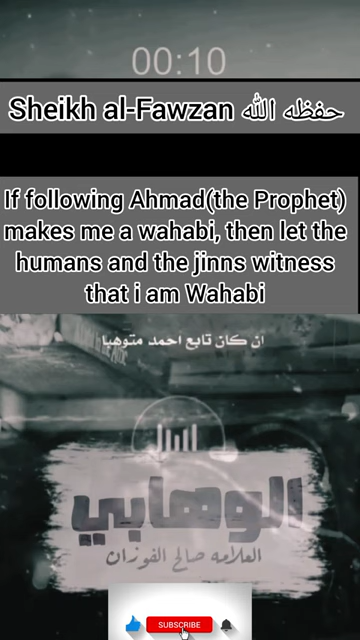 00:10
Sheikh al-Fawzan حفظه الله
If following Ahmad(the Prophet)
makes me a wahabi, then let the
humans and the jinns witness
that i am Wahabi
ان كان تابع احمد متوهبا
الوهابي
العلامه صالح الفوزان
SUBSCRIBE